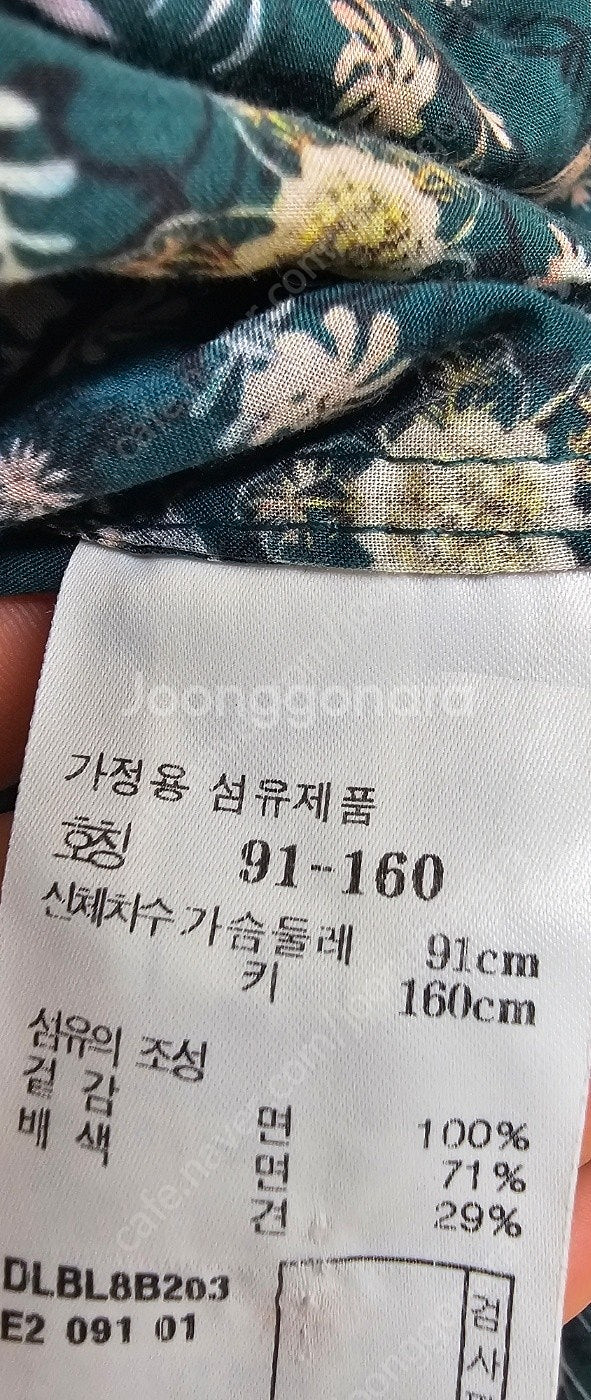 Joonggonara
가정용 섬유제품
호칭 91-160
신체치수.가슴둘레 91cm
키 160cm
섬유의 조성
겉감 면 100%
배색 면 71%
견 29%
DLBL8B203
E2 091 01
검사